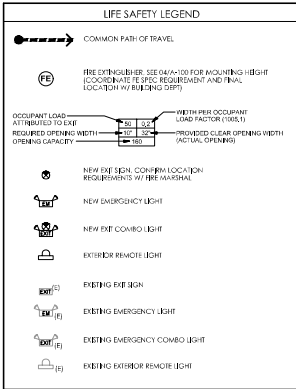 LIFE SAFETY LEGEND
COMMON PATH OF TRAVEL
FE
FIRE EXTINGUISHER. SEE 04/A-100 FOR MOUNTING HEIGHT
(COORDINATE FE SPEC REQUIREMENT AND FINAL
LOCATION W/ BUILDING DEPT)
OCCUPANT LOAD
ATTRIBUTED TO EXIT
50 0.2
WIDTH PER OCCUPANT
LOAD FACTOR (1005.1)
REQUIRED OPENING WIDTH
10" 32"
PROVIDED CLEAR OPENING WIDTH
(ACTUAL OPENING)
OPENING CAPACITY
160
NEW EXIT SIGN. CONFIRM LOCATION
REQUIREMENTS W/ FIRE MARSHAL
EM
NEW EMERGENCY LIGHT
EXIT
NEW EXIT COMBO LIGHT
EXTERIOR REMOTE LIGHT
EXIT (E)
EXISTING EXIT SIGN
EM (E)
EXISTING EMERGENCY LIGHT
EXIT (E)
EXISTING EMERGENCY COMBO LIGHT
(E)
EXISTING EXTERIOR REMOTE LIGHT